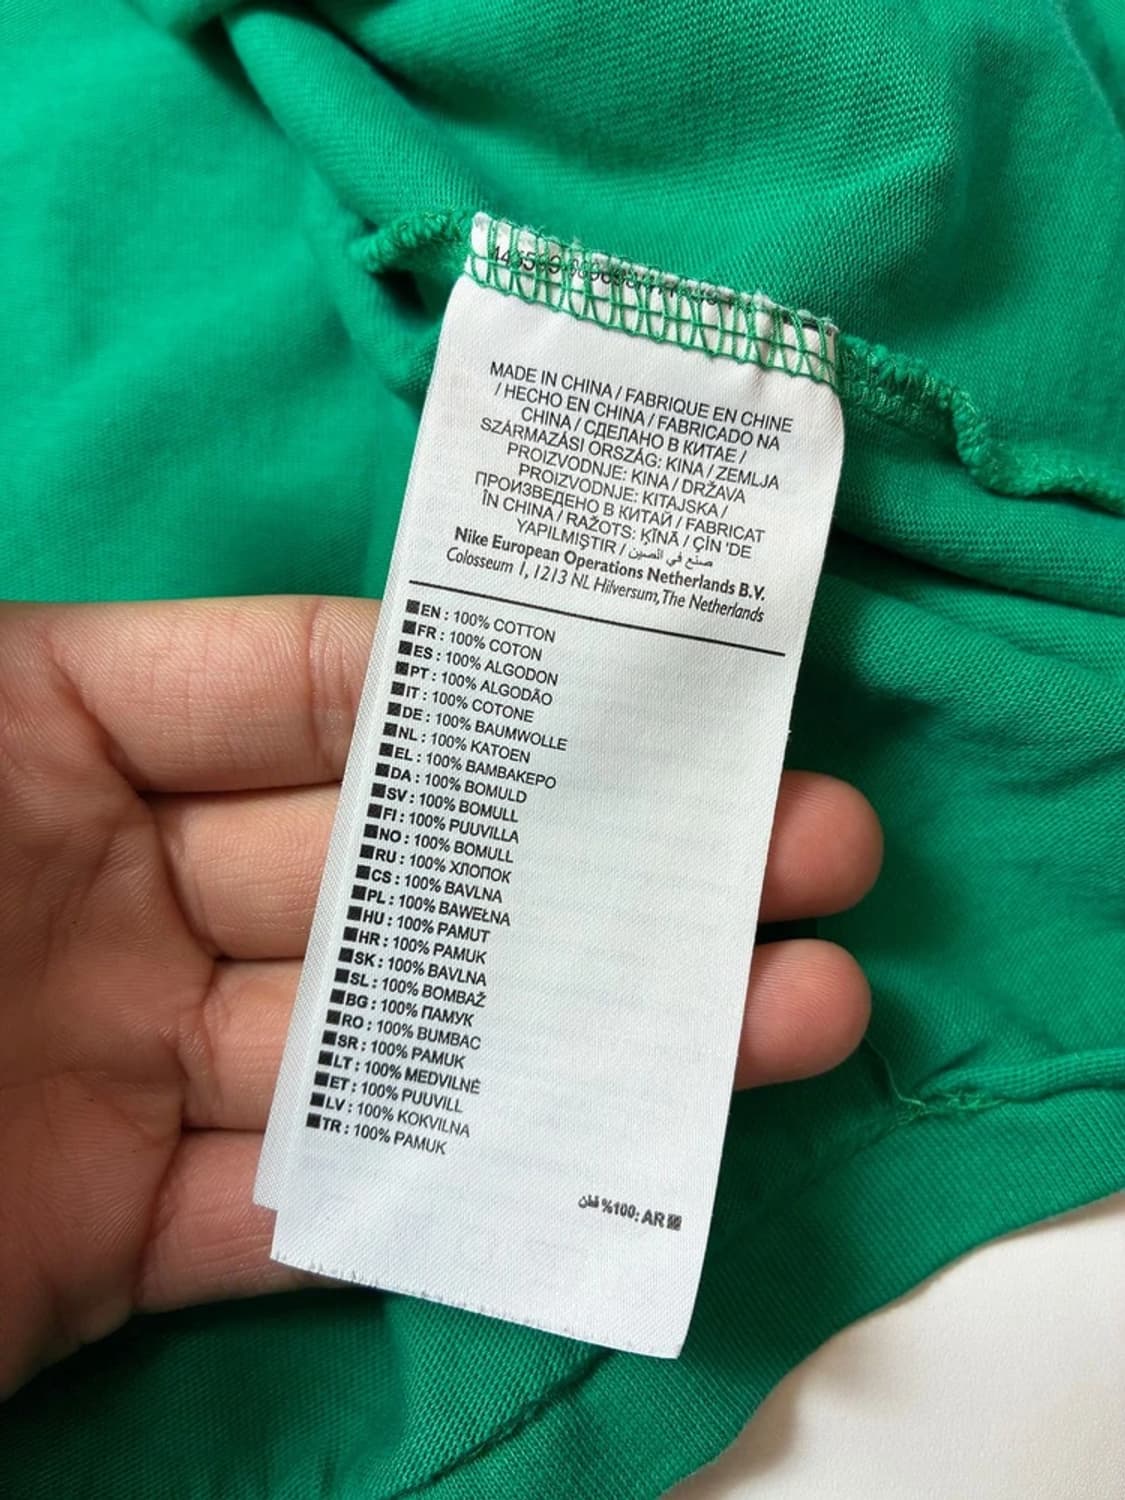 MADE IN CHINA / FABRIQUE EN CHINE
/ HECHO EN CHINA / FABRICADO NA
CHINA / СДЕЛАНО В КИТАЕ /
SZÁRMAZÁSI ORSZÁG: KINA / ZEMLJA
PROIZVODNJE: KINA / DRŽAVA
PROIZVODNJE: KITAJSKA /
ПРОИЗВЕДЕНО В КИТАЙ / FABRICAT
ÎN CHINA / RAŽOTS: ĶĪNĀ / ÇİN 'DE
YAPILMIŞTIR / صنع في الصين
Nike European Operations Netherlands B.V.
Colosseum 1, 1213 NL Hilversum, The Netherlands
EN : 100% COTTON
FR : 100% COTON
ES : 100% ALGODON
PT : 100% ALGODÃO
IT : 100% COTONE
DE : 100% BAUMWOLLE
NL : 100% KATOEN
EL : 100% ΒΑΜΒΑΚΕΡΟ
DA : 100% BOMULD
SV : 100% BOMULL
FI : 100% PUUVILLA
NO : 100% BOMULL
RU : 100% ХЛОПОК
CS : 100% BAVLNA
PL : 100% BAWEŁNA
HU : 100% PAMUT
HR : 100% PAMUK
SK : 100% BAVLNA
SL : 100% BOMBAŽ
BG : 100% ПАМУК
RO : 100% BUMBAC
SR : 100% PAMUK
LT : 100% MEDVILNĖ
ET : 100% PUUVILL
LV : 100% KOKVILNA
TR : 100% PAMUK
AR :100% قطن